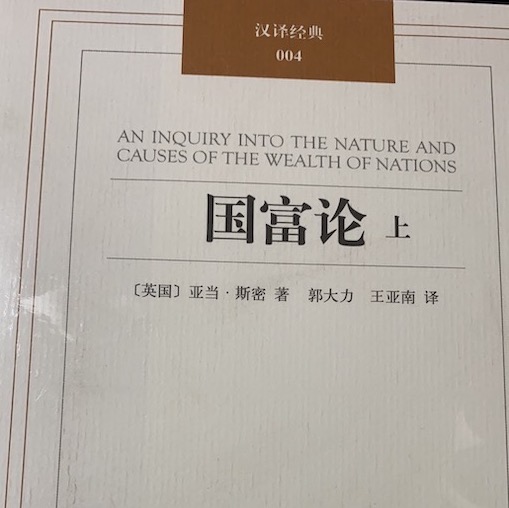 汉译经典
004
AN INQUIRY INTO THE NATURE AND
CAUSES OF THE WEALTH OF NATIONS
国富论 上
〔英国〕亚当·斯密 著 郭大力 王亚南 译